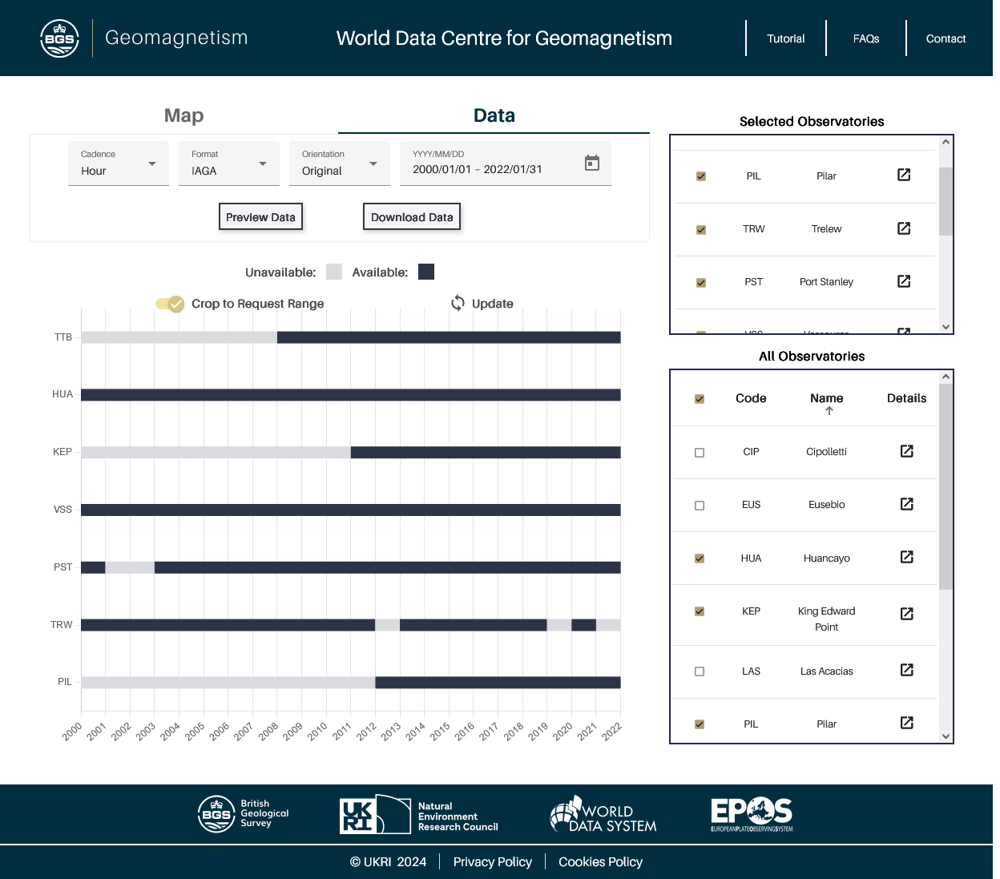 BGS
Geomagnetism
World Data Centre for Geomagnetism
Tutorial
FAQs
Contact
Map
Data
Cadence
Hour
Format
IAGA
Orientation
Original
YYYY/MM/DD
2000/01/01 – 2022/01/31
Preview Data
Download Data
Unavailable:
Available:
Crop to Request Range
Update
TTB
HUA
KEP
VSS
PST
TRW
PIL
2000
2001
2002
2003
2004
2005
2006
2007
2008
2009
2010
2011
2012
2013
2014
2015
2016
2017
2018
2019
2020
2021
2022
Selected Observatories
PIL Pilar
TRW Trelew
PST Port Stanley
VSS Vassouras
All Observatories
Code Name Details
CIP Cipolletti
EUS Eusebio
HUA Huancayo
KEP King Edward
Point
LAS Las Acacias
PIL Pilar
BGS
British
Geological
Survey
UK
RI
Natural
Environment
Research Council
WORLD
DATA SYSTEM
EPOS
EUROPEAN PLATE OBSERVING SYSTEM
© UKRI 2024
Privacy Policy
Cookies Policy